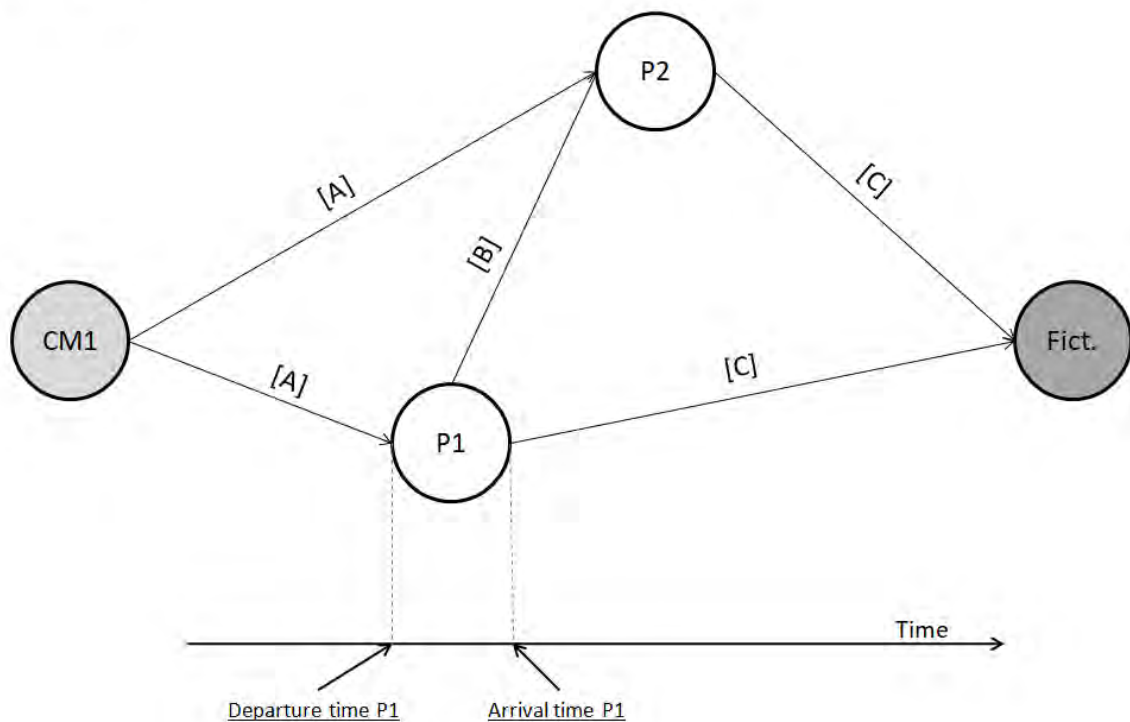 P2
[A]
[C]
[B]
CM1
Fict.
[A]
[C]
P1
Time
Departure time P1
Arrival time P1